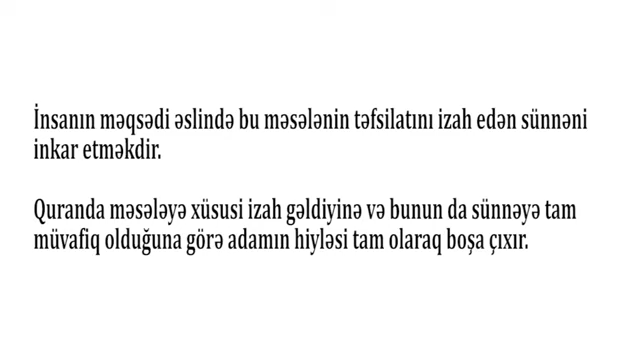 İnsanın məqsədi əslində bu məsələnin təfsilatını izah edən sünnəni
inkar etməkdir.
Quranda məsələyə xüsusi izah gəldiyinə və bunun da sünnəyə tam
müvafiq olduğuna görə adamın hiyləsi tam olaraq boşa çıxır.